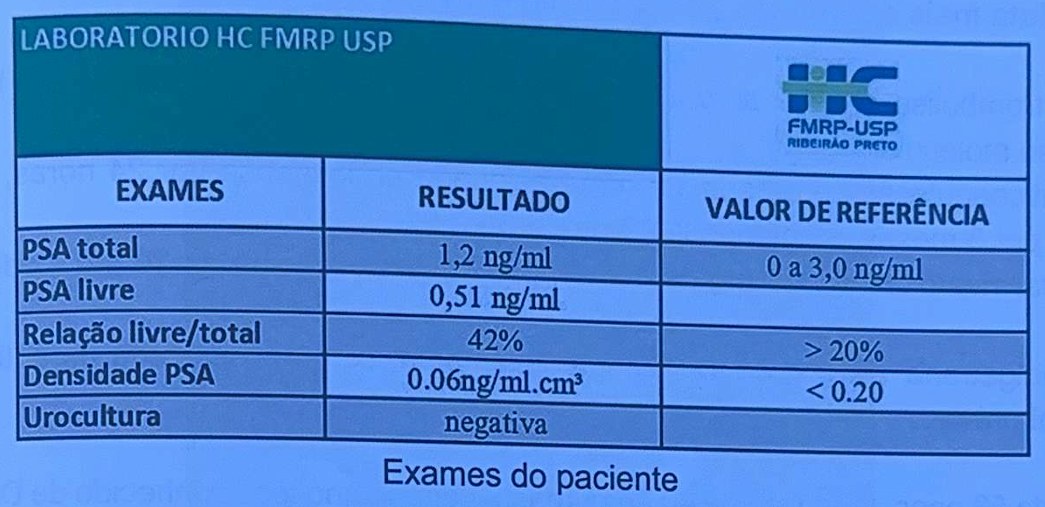 LABORATORIO HC FMRP USP
HC
FMRP-USP
RIBEIRÃO PRETO
EXAMES RESULTADO VALOR DE REFERÊNCIA
PSA total 1,2 ng/ml 0 a 3,0 ng/ml
PSA livre 0,51 ng/ml
Relação livre/total 42% > 20%
Densidade PSA 0.06ng/ml.cm³ < 0.20
Urocultura negativa
Exames do paciente